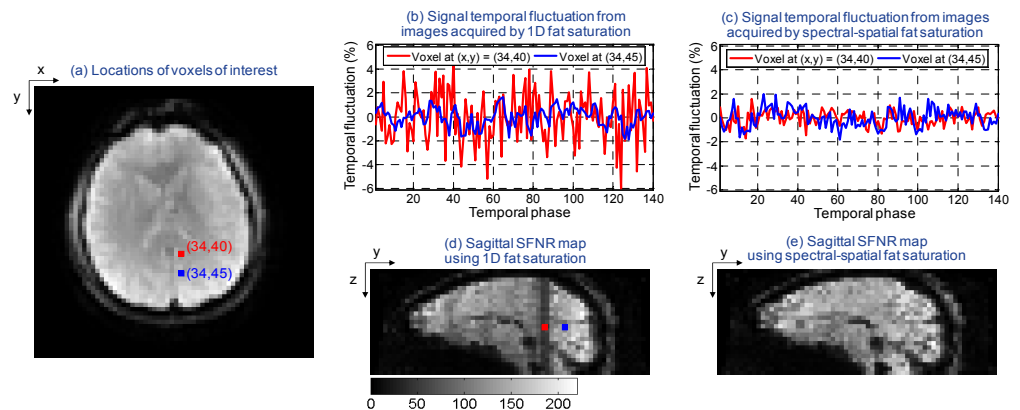 (a) Locations of voxels of interest
x
y
(34,40)
(34,45)
(b) Signal temporal fluctuation from
images acquired by 1D fat saturation
Temporal fluctuation (%)
6
4
2
0
-2
-4
-6
Voxel at (x,y) = (34,40)
Voxel at (34,45)
20 40 60 80 100 120 140
Temporal phase
(c) Signal temporal fluctuation from images
acquired by spectral-spatial fat saturation
Temporal fluctuation (%)
6
4
2
0
-2
-4
-6
Voxel at (x,y) = (34,40)
Voxel at (34,45)
20 40 60 80 100 120 140
Temporal phase
(d) Sagittal SFNR map
using 1D fat saturation
y
z
0 50 100 150 200
(e) Sagittal SFNR map
using spectral-spatial fat saturation
y
z